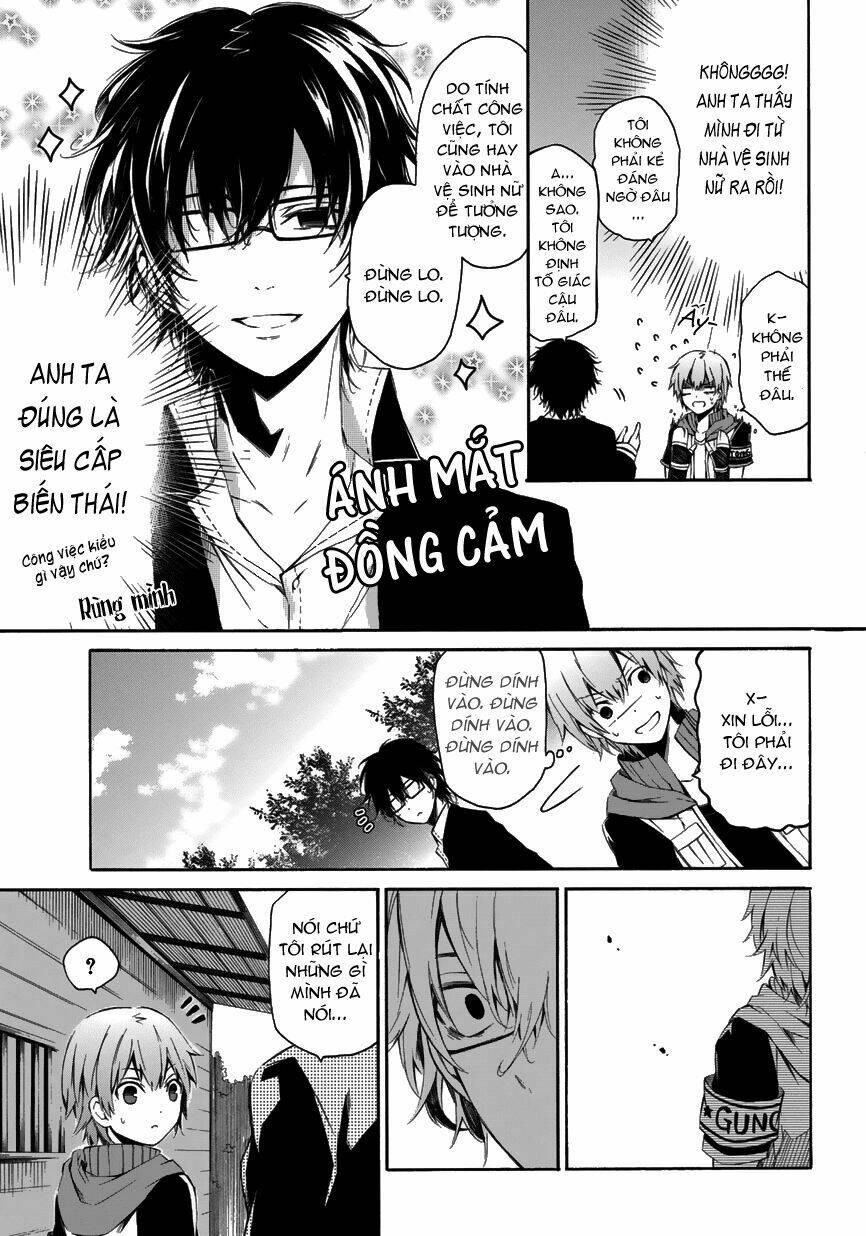 KHÔNGGGG!
ANH TA THẤY
MÌNH ĐI TỪ
NHÀ VỆ SINH
NỮ RA RỒI!
TÔI
KHÔNG
PHẢI KẺ
ĐÁNG
NGỜ ĐÂU
...
A...
KHÔNG
SAO.
TÔI
KHÔNG
ĐỊNH
TỐ GIÁC
CẬU
ĐÂU.
K-
KHÔNG
PHẢI
THẾ
ĐÂU.
ẤY-
DO TÍNH
CHẤT CÔNG
VIỆC, TÔI
CŨNG HAY
VÀO NHÀ
VỆ SINH NỮ
ĐỂ TƯỞNG
TƯỢNG.
ĐỪNG LO.
ĐỪNG LO.
ÁNH MẮT
ĐỒNG CẢM
ANH TA
ĐÚNG LÀ
SIÊU CẤP
BIẾN THÁI!
Công việc kiểu
gì vậy chứ?
Rùng mình
X-
XIN LỖI...
TÔI PHẢI
ĐI ĐÂY...
ĐỪNG DÍNH
VÀO. ĐỪNG
DÍNH VÀO.
ĐỪNG DÍNH
VÀO.
★GUNG
NÓI CHỨ
TÔI RÚT LẠI
NHỮNG GÌ
MÌNH ĐÃ
NÓI...
?